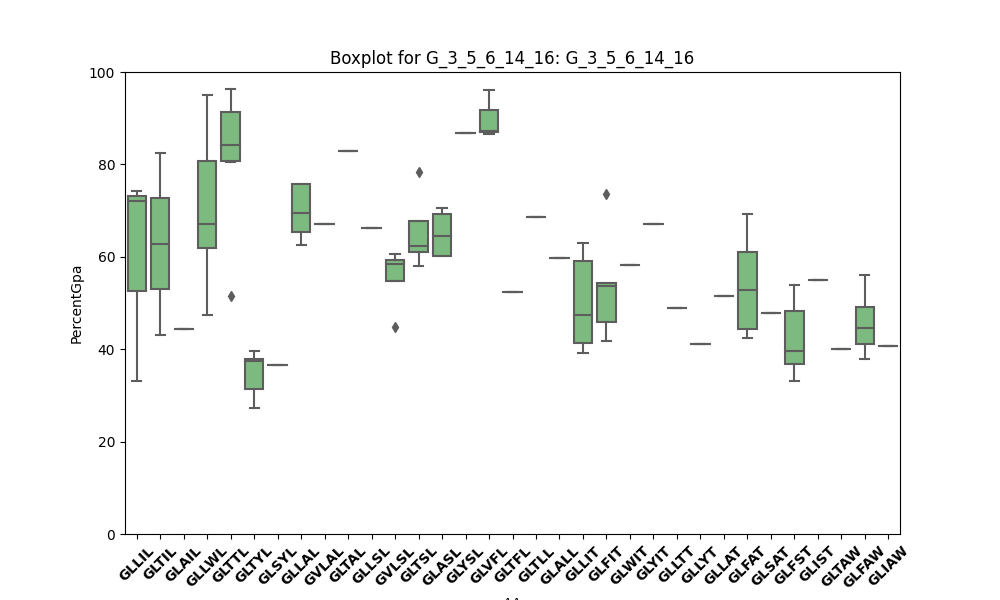 Boxplot for G_3_5_6_14_16: G_3_5_6_14_16
PercentGpa
100
80
60
40
20
0
GLLIL
GLTIL
GLAIL
GLLWL
GLTTL
GLTYL
GLSYL
GLLAL
GVLAL
GLTAL
GLLSL
GVLSL
GLTSL
GLASL
GLYSL
GLVFL
GLTFL
GLTLL
GLALL
GLLIT
GLFIT
GLWIT
GLYIT
GLLTT
GLLYT
GLLAT
GLFAT
GLSAT
GLFST
GLIST
GLTAW
GLFAW
GLIAW